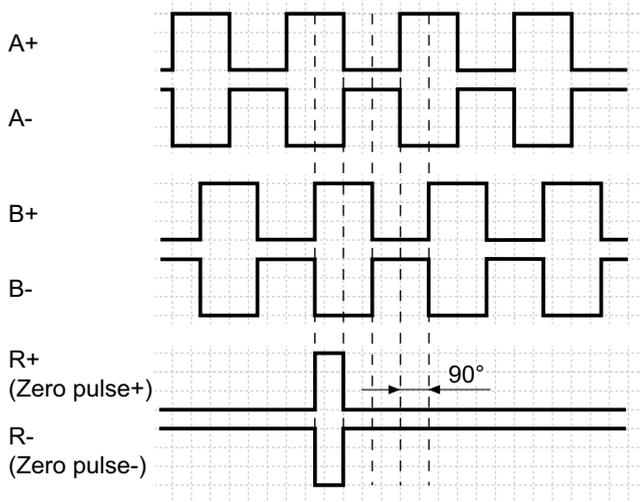 A+
A-
B+
B-
R+
(Zero pulse+)
90°
R-
(Zero pulse-)